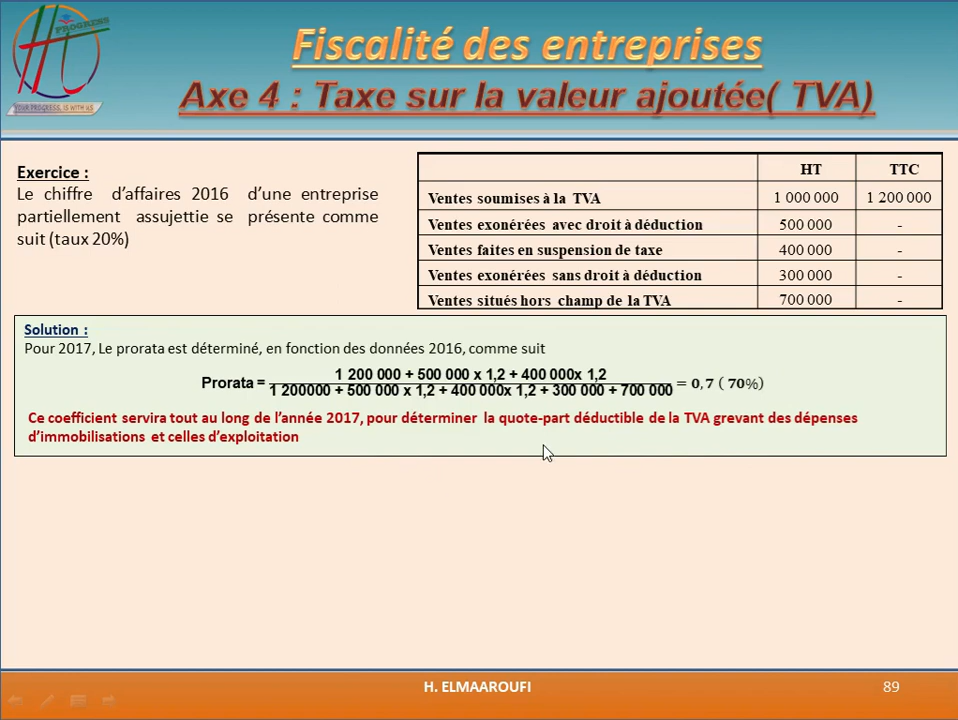 PROGRESS
YOUR PROGRESS, IS WITH US
Fiscalité des entreprises
Axe 4 : Taxe sur la valeur ajoutée( TVA)
Exercice :
Le chiffre d'affaires 2016 d'une entreprise
partiellement assujettie se présente comme
suit (taux 20%)
HT TTC
Ventes soumises à la TVA 1 000 000 1 200 000
Ventes exonérées avec droit à déduction 500 000 -
Ventes faites en suspension de taxe 400 000 -
Ventes exonérées sans droit à déduction 300 000 -
Ventes situés hors champ de la TVA 700 000 -
Solution :
Pour 2017, Le prorata est déterminé, en fonction des données 2016, comme suit
1 200 000 + 500 000 x 1,2 + 400 000x 1,2
Prorata = = 0,7 ( 70%)
1 200000 + 500 000 x 1,2 + 400 000x 1,2 + 300 000 + 700 000
Ce coefficient servira tout au long de l'année 2017, pour déterminer la quote-part déductible de la TVA grevant des dépenses
d'immobilisations et celles d'exploitation
H. ELMAAROUFI
89